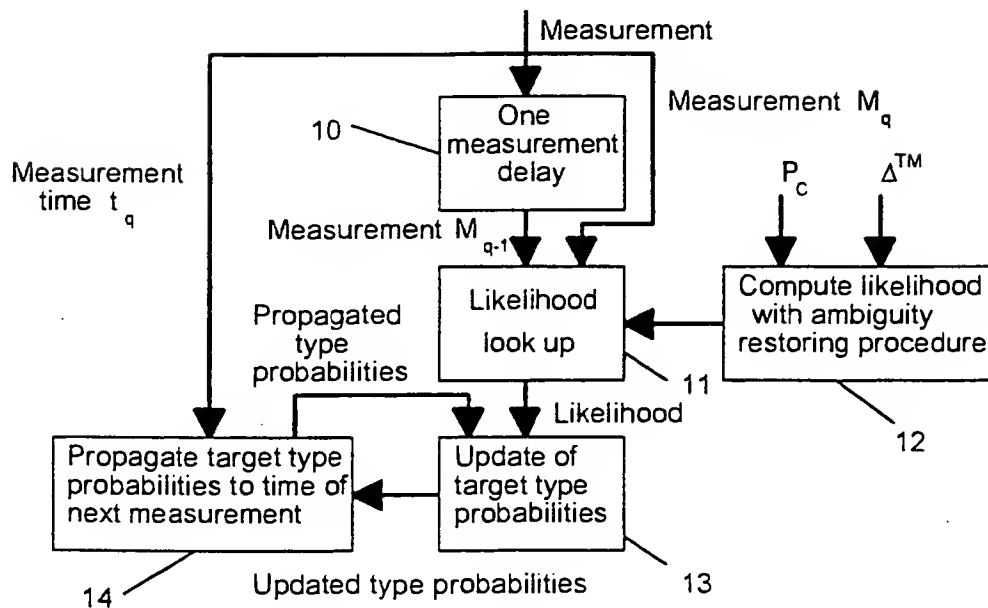 Measurement
One
measurement
delay
10
Measurement M_q
Measurement
time t_q
P_C
Δ^TM
Measurement M_q-1
Likelihood
look up
Compute likelihood
with ambiguity
restoring procedure
Propagated
type
probabilities
11
12
Likelihood
Propagate target type
probabilities to time of
next measurement
Update of
target type
probabilities
14
Updated type probabilities
13